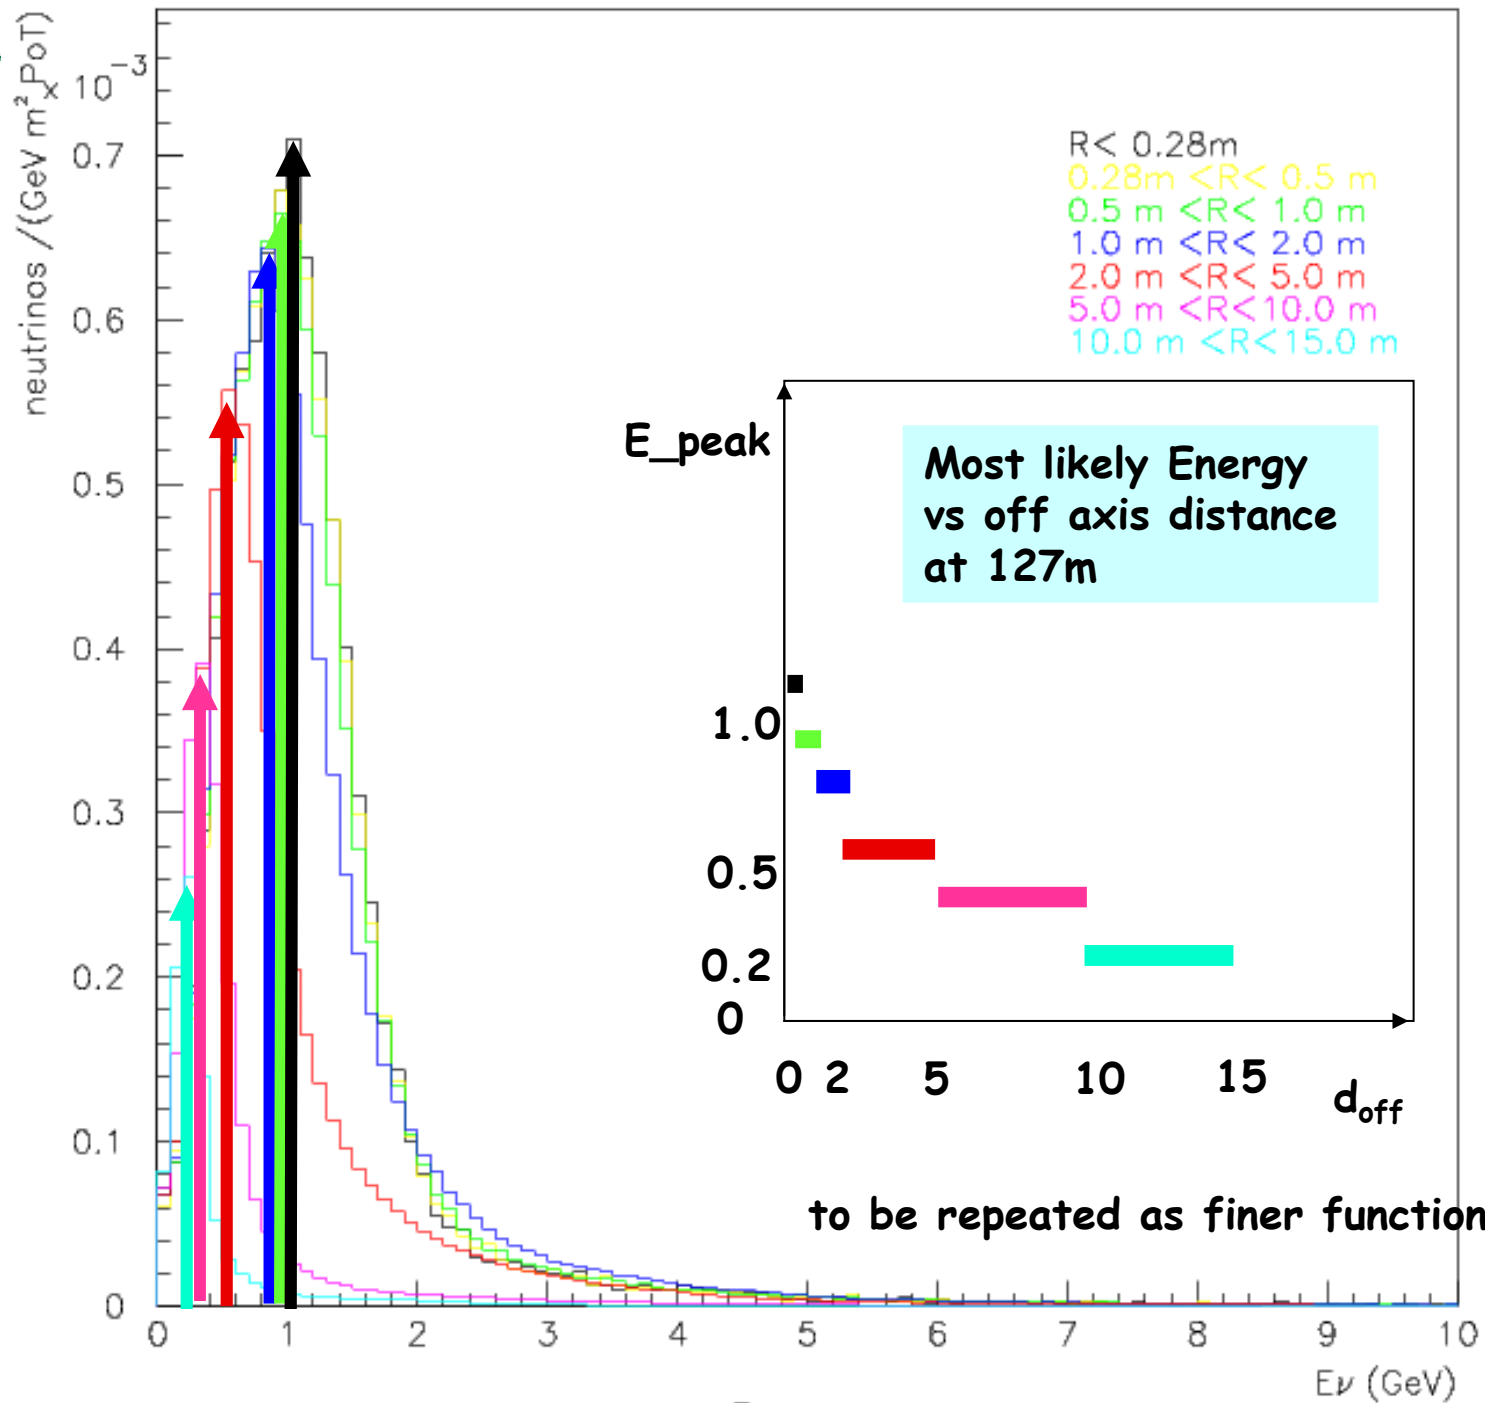 neutrinos /(GeV m² PoT)
x 10^-3
0.7
0.6
0.5
0.4
0.3
0.2
0.1
0
R< 0.28m
0.28m <R< 0.5 m
0.5 m <R< 1.0 m
1.0 m <R< 2.0 m
2.0 m <R< 5.0 m
5.0 m <R<10.0 m
10.0 m <R<15.0 m
E_peak
Most likely Energy
vs off axis distance
at 127m
1.0
0.5
0.2
0
0 2 5 10 15
d_off
to be repeated as finer function
0 1 2 3 4 5 6 7 8 9 10
Eν (GeV)